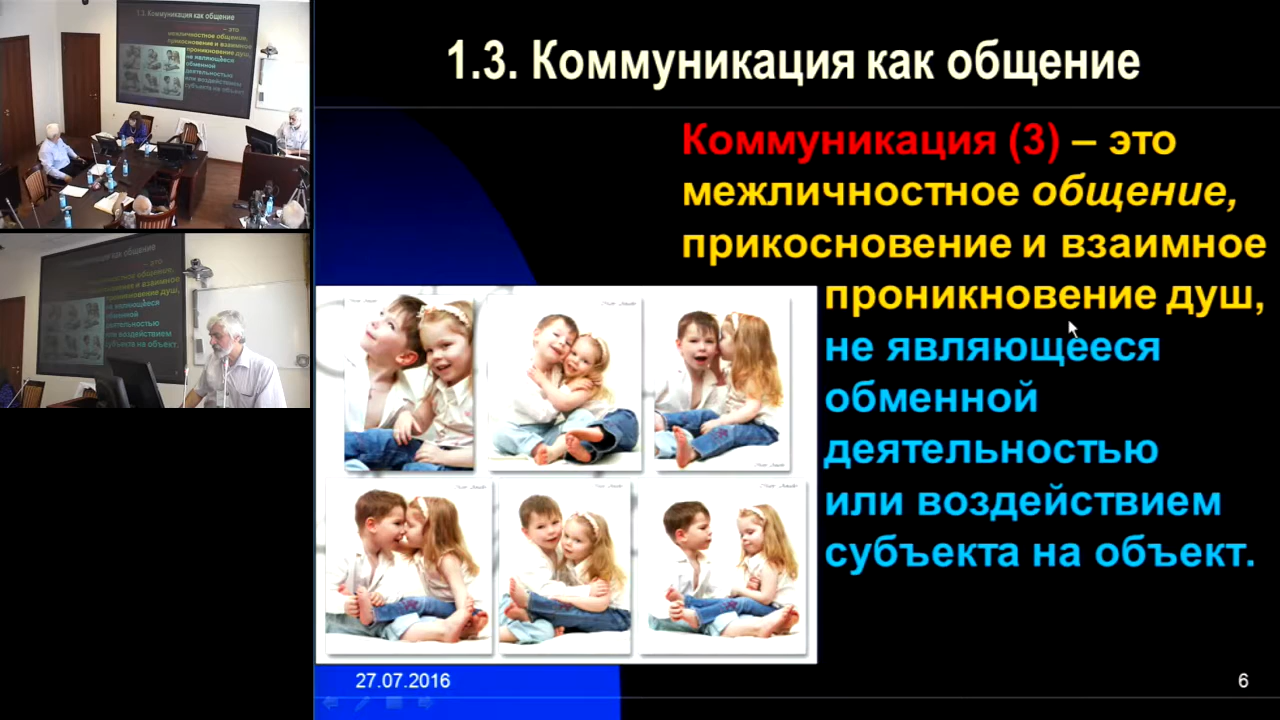 1.3. Коммуникация как общение
Коммуникация (3) – это
межличностное общение,
прикосновение и взаимное
проникновение душ,
не являющееся
обменной
деятельностью
или воздействием
субъекта на объект.
27.07.2016
6